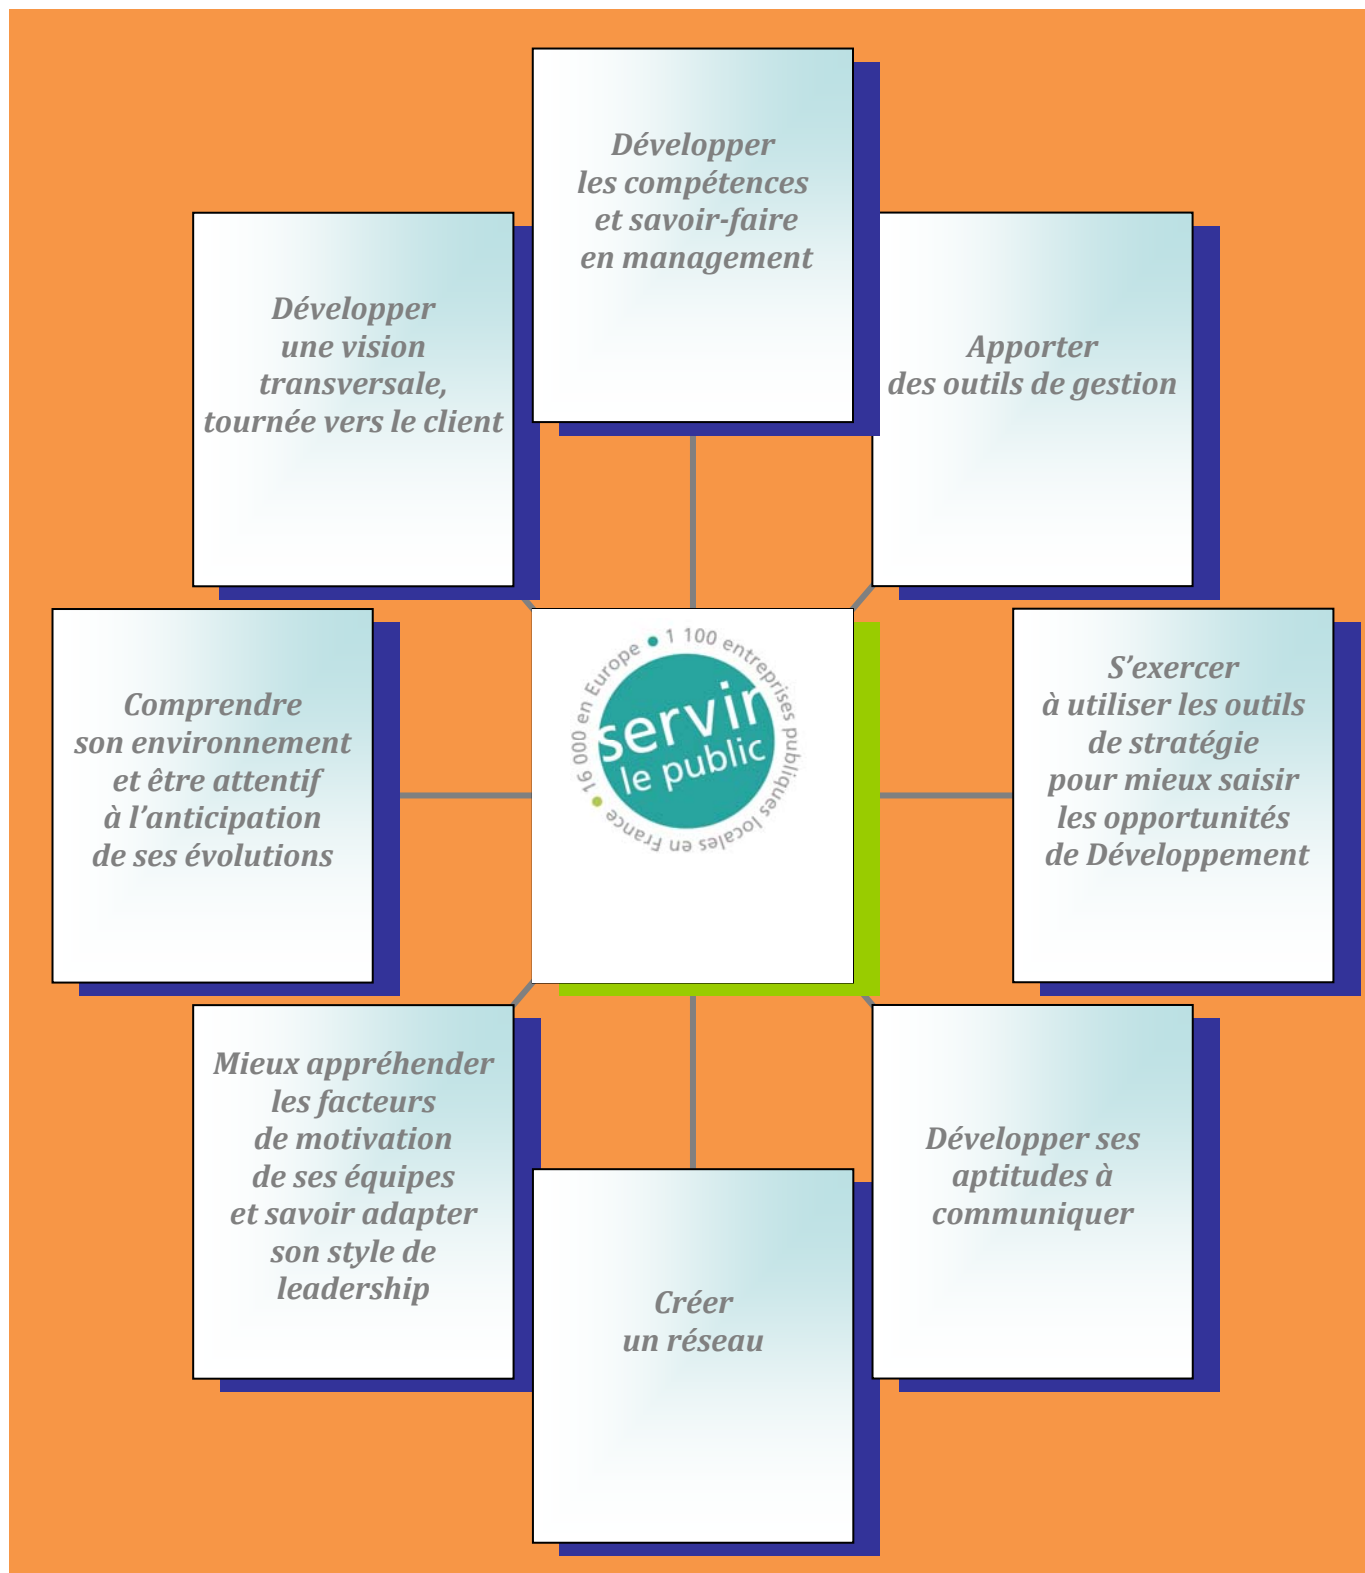 Développer
les compétences
et savoir-faire
en management
Apporter
des outils de gestion
S’exercer
à utiliser les outils
de stratégie
pour mieux saisir
les opportunités
de Développement
Développer ses
aptitudes à
communiquer
Créer
un réseau
Mieux appréhender
les facteurs
de motivation
de ses équipes
et savoir adapter
son style de
leadership
Comprendre
son environnement
et être attentif
à l’anticipation
de ses évolutions
Développer
une vision
transversale,
tournée vers le client
servir
le public
1 100 entreprises publiques locales en France • 16 000 en Europe •